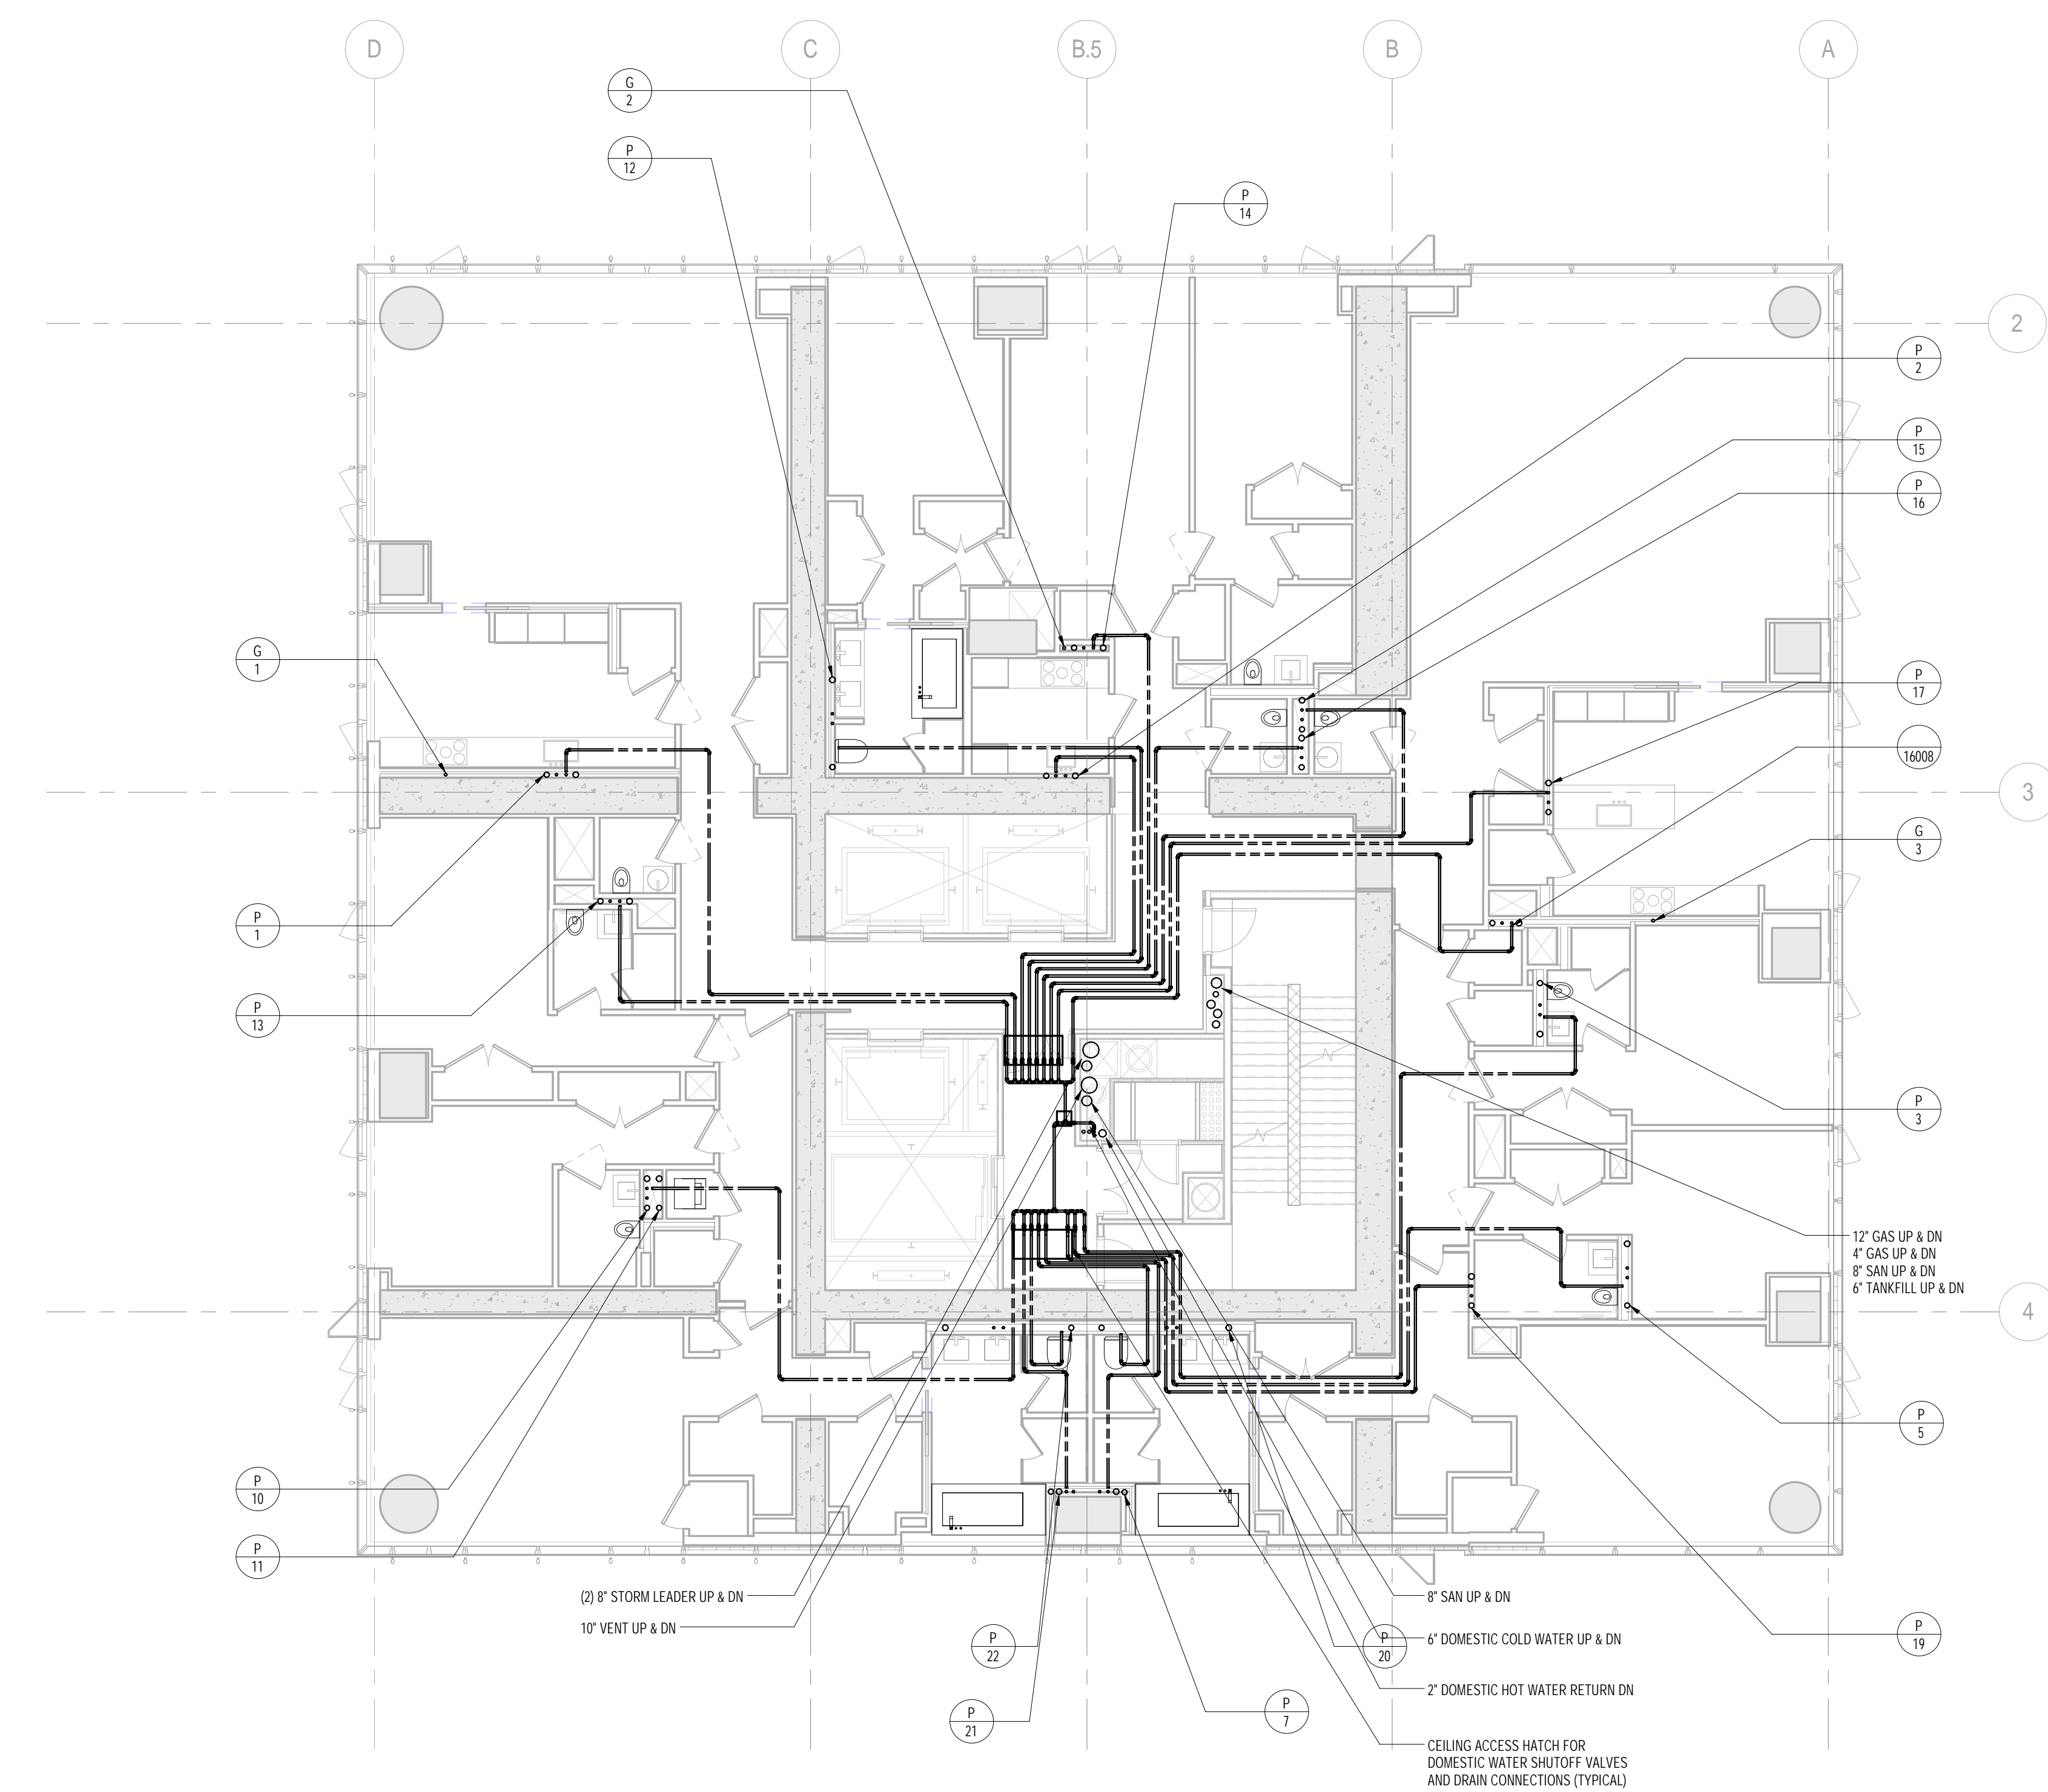 D
C
B.5
B
A
G
2
P
12
P
14
2
P
2
P
15
P
16
G
1
P
17
16008
3
G
3
P
1
P
13
P
3
12" GAS UP & DN
4" GAS UP & DN
8" SAN UP & DN
6" TANKFILL UP & DN
4
P
5
P
10
P
11
(2) 8" STORM LEADER UP & DN
10" VENT UP & DN
8" SAN UP & DN
P
22
P
20
6" DOMESTIC COLD WATER UP & DN
P
19
2" DOMESTIC HOT WATER RETURN DN
P
21
P
7
CEILING ACCESS HATCH FOR
DOMESTIC WATER SHUTOFF VALVES
AND DRAIN CONNECTIONS (TYPICAL)